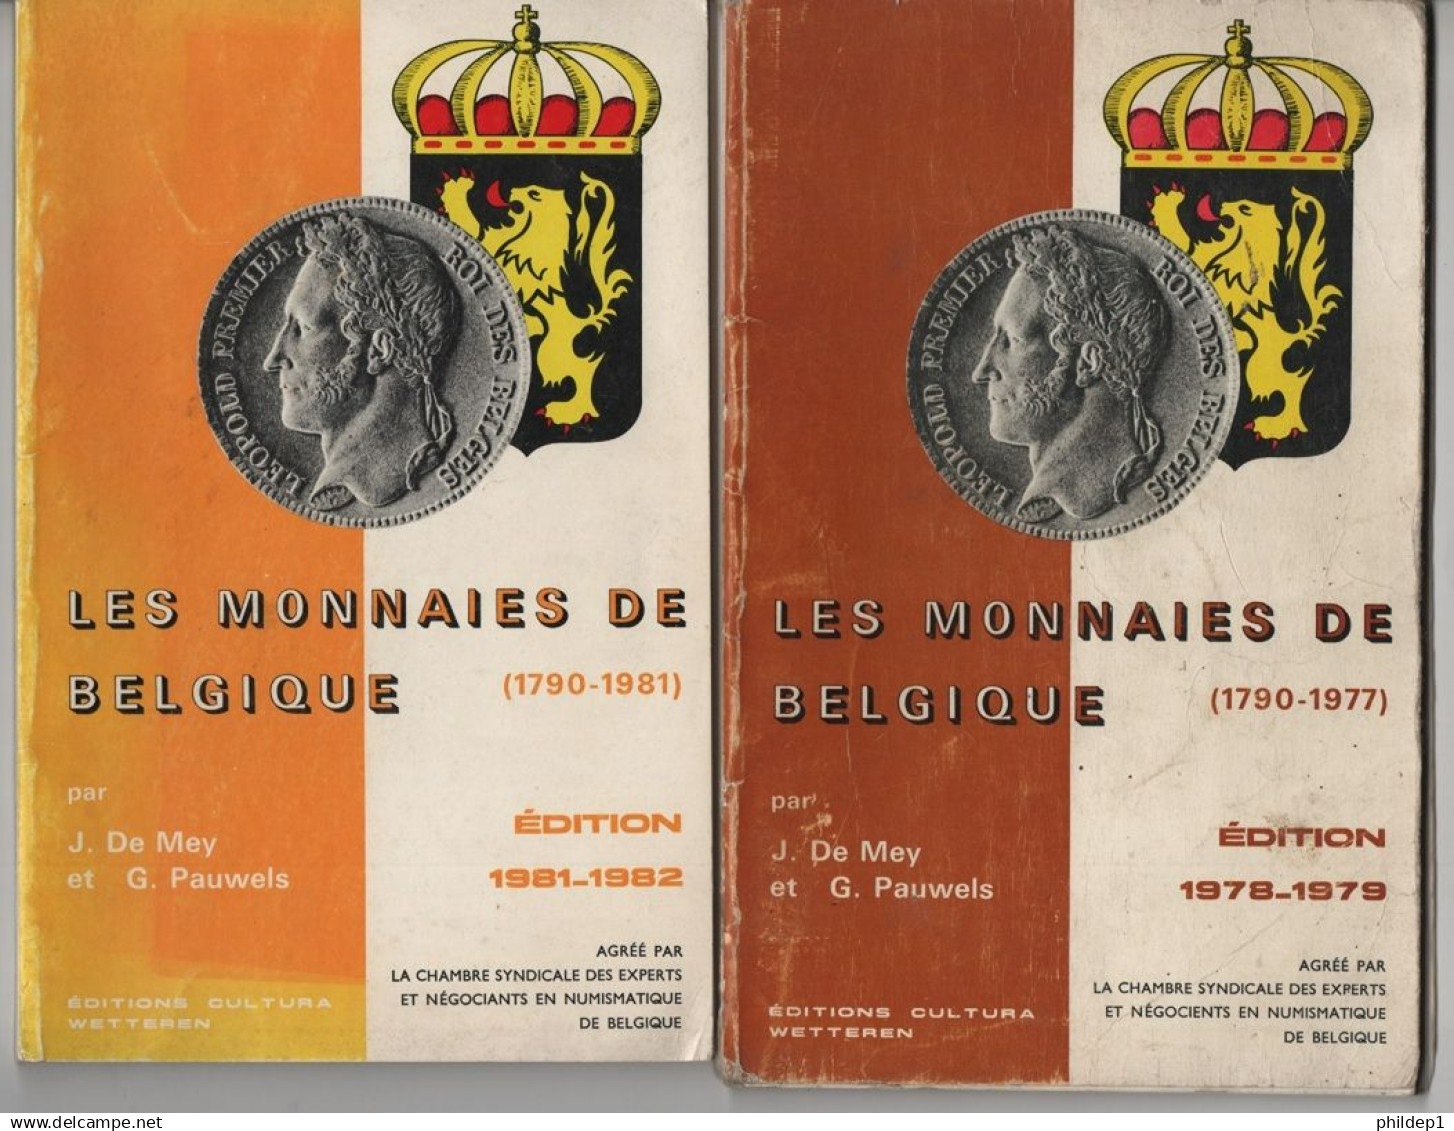 LEOPOLD PREMIER ROI DES BELGES
LES MONNAIES DE
BELGIQUE (1790-1981)
par
J. De Mey
et G. Pauwels
ÉDITION
1981-1982
AGRÉÉ PAR
LA CHAMBRE SYNDICALE DES EXPERTS
ET NÉGOCIANTS EN NUMISMATIQUE
DE BELGIQUE
ÉDITIONS CULTURA
WETTEREN
LEOPOLD PREMIER ROI DES BELGES
LES MONNAIES DE
BELGIQUE (1790-1977)
par
J. De Mey
et G. Pauwels
ÉDITION
1978-1979
AGRÉÉ PAR
LA CHAMBRE SYNDICALE DES EXPERTS
ET NÉGOCIENTS EN NUMISMATIQUE
DE BELGIQUE
ÉDITIONS CULTURA
WETTEREN
phildep1